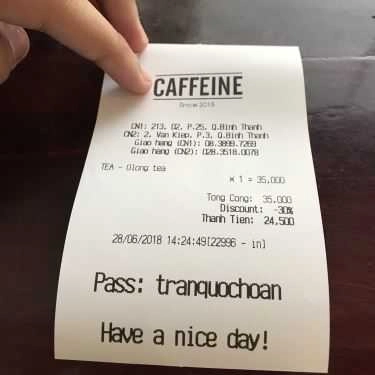 CAFFEINE
Since 2015
CN1: 213, D2, P.25, Q.Binh Thanh
CN2: 2, Van Kiep, P.3, Q.Binh Thanh
Giao hang (CN1): 08.3899.7269
Giao hang (CN2): 028.3518.0078
TEA - Olong tea
x 1 = 35,000
Tong Cong: 35,000
Discount: -30%
Thanh Tien: 24,500
28/06/2018 14:24:49[22996 - in]
Pass: tranquochoan
Have a nice day!